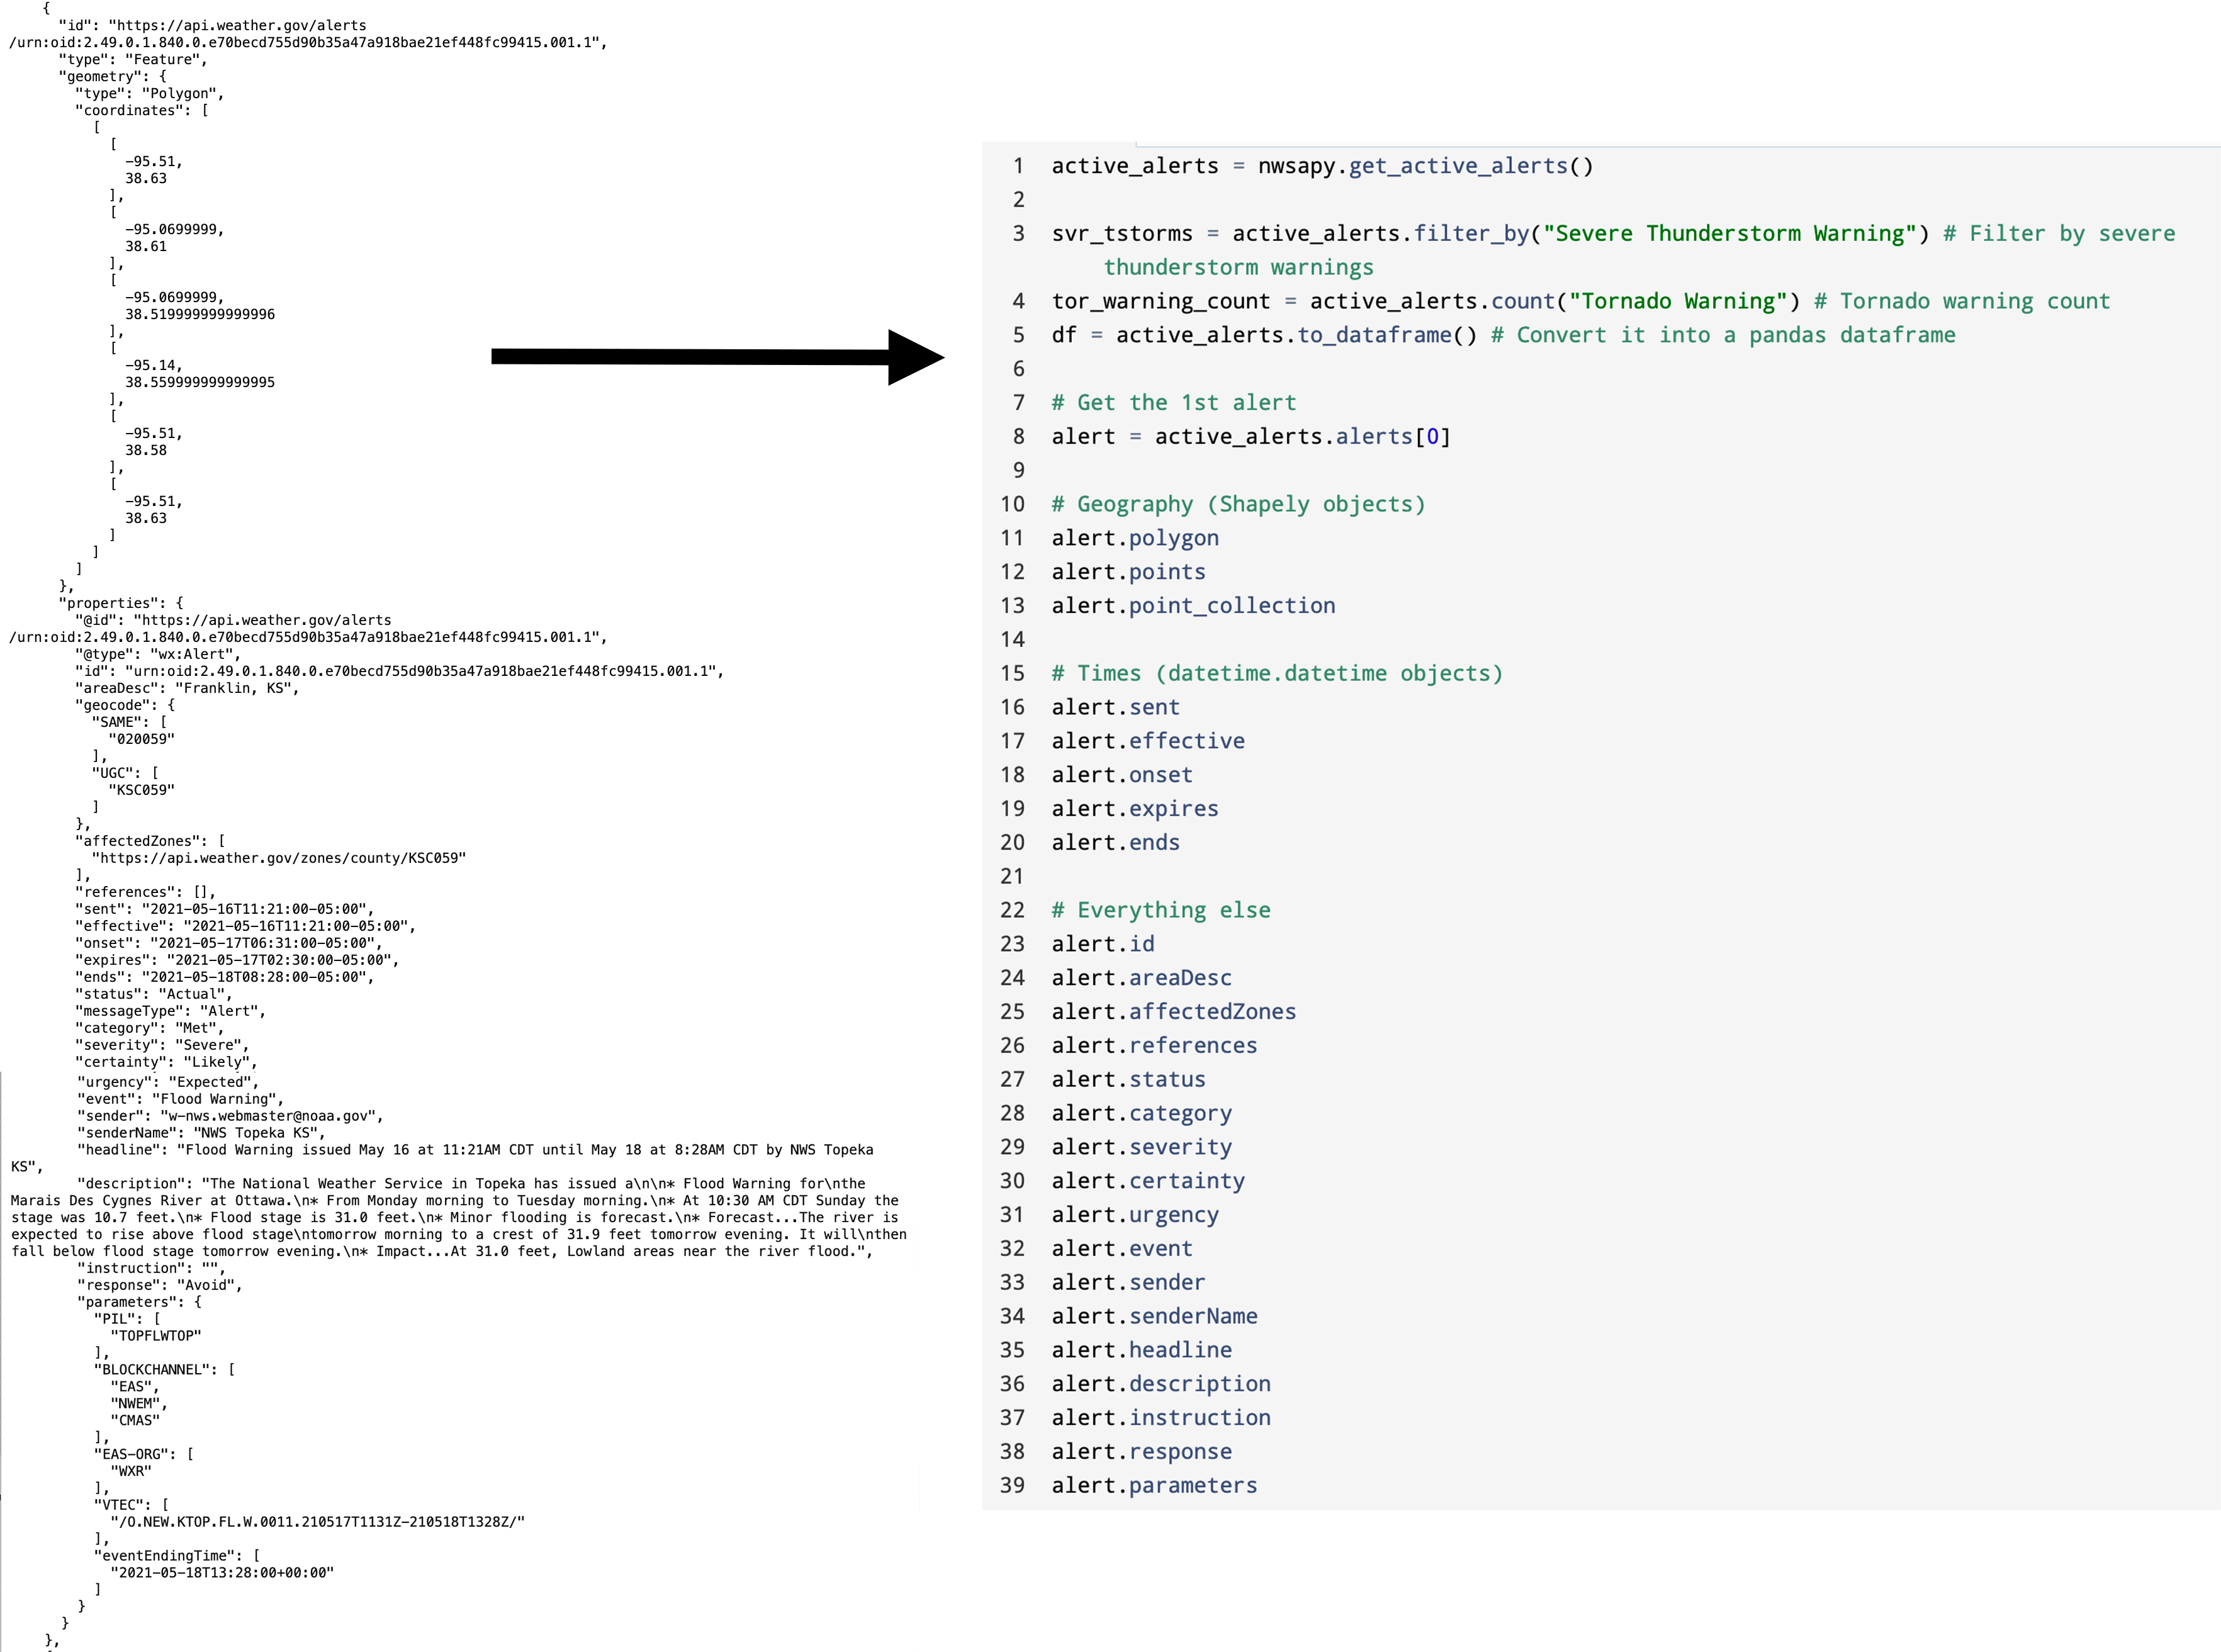 {
"id": "https://api.weather.gov/alerts
/urn:oid:2.49.0.1.840.0.e70becd755d90b35a47a918bae21ef448fc99415.001.1",
"type": "Feature",
"geometry": {
"type": "Polygon",
"coordinates": [
[
[
-95.51,
38.63
],
[
-95.0699999,
38.61
],
[
-95.0699999,
38.519999999999996
],
[
-95.14,
38.559999999999995
],
[
-95.51,
38.58
],
[
-95.51,
38.63
]
]
]
},
"properties": {
"@id": "https://api.weather.gov/alerts
/urn:oid:2.49.0.1.840.0.e70becd755d90b35a47a918bae21ef448fc99415.001.1",
"@type": "wx:Alert",
"id": "urn:oid:2.49.0.1.840.0.e70becd755d90b35a47a918bae21ef448fc99415.001.1",
"areaDesc": "Franklin, KS",
"geocode": {
"SAME": [
"020059"
],
"UGC": [
"KSC059"
]
},
"affectedZones": [
"https://api.weather.gov/zones/county/KSC059"
],
"references": [],
"sent": "2021-05-16T11:21:00-05:00",
"effective": "2021-05-16T11:21:00-05:00",
"onset": "2021-05-17T06:31:00-05:00",
"expires": "2021-05-17T02:30:00-05:00",
"ends": "2021-05-18T08:28:00-05:00",
"status": "Actual",
"messageType": "Alert",
"category": "Met",
"severity": "Severe",
"certainty": "Likely",
"urgency": "Expected",
"event": "Flood Warning",
"sender": "w-nws.webmaster@noaa.gov",
"senderName": "NWS Topeka KS",
"headline": "Flood Warning issued May 16 at 11:21AM CDT until May 18 at 8:28AM CDT by NWS Topeka
KS",
"description": "The National Weather Service in Topeka has issued a\n\n* Flood Warning for\nthe
Marais Des Cygnes River at Ottawa.\n* From Monday morning to Tuesday morning.\n* At 10:30 AM CDT Sunday the
stage was 10.7 feet.\n* Flood stage is 31.0 feet.\n* Minor flooding is forecast.\n* Forecast...The river is
expected to rise above flood stage\ntomorrow morning to a crest of 31.9 feet tomorrow evening. It will\nthen
fall below flood stage tomorrow evening.\n* Impact...At 31.0 feet, Lowland areas near the river flood.",
"instruction": "",
"response": "Avoid",
"parameters": {
"PIL": [
"TOPFLWTOP"
],
"BLOCKCHANNEL": [
"EAS",
"NWEM",
"CMAS"
],
"EAS-ORG": [
"WXR"
],
"VTEC": [
"/O.NEW.KTOP.FL.W.0011.210517T1131Z-210518T1328Z/"
],
"eventEndingTime": [
"2021-05-18T13:28:00+00:00"
]
}
}
},
1 active_alerts = nwsapy.get_active_alerts()
2
3 svr_tstorms = active_alerts.filter_by("Severe Thunderstorm Warning") # Filter by severe
thunderstorm warnings
4 tor_warning_count = active_alerts.count("Tornado Warning") # Tornado warning count
5 df = active_alerts.to_dataframe() # Convert it into a pandas dataframe
6
7 # Get the 1st alert
8 alert = active_alerts.alerts[0]
9
10 # Geography (Shapely objects)
11 alert.polygon
12 alert.points
13 alert.point_collection
14
15 # Times (datetime.datetime objects)
16 alert.sent
17 alert.effective
18 alert.onset
19 alert.expires
20 alert.ends
21
22 # Everything else
23 alert.id
24 alert.areaDesc
25 alert.affectedZones
26 alert.references
27 alert.status
28 alert.category
29 alert.severity
30 alert.certainty
31 alert.urgency
32 alert.event
33 alert.sender
34 alert.senderName
35 alert.headline
36 alert.description
37 alert.instruction
38 alert.response
39 alert.parameters